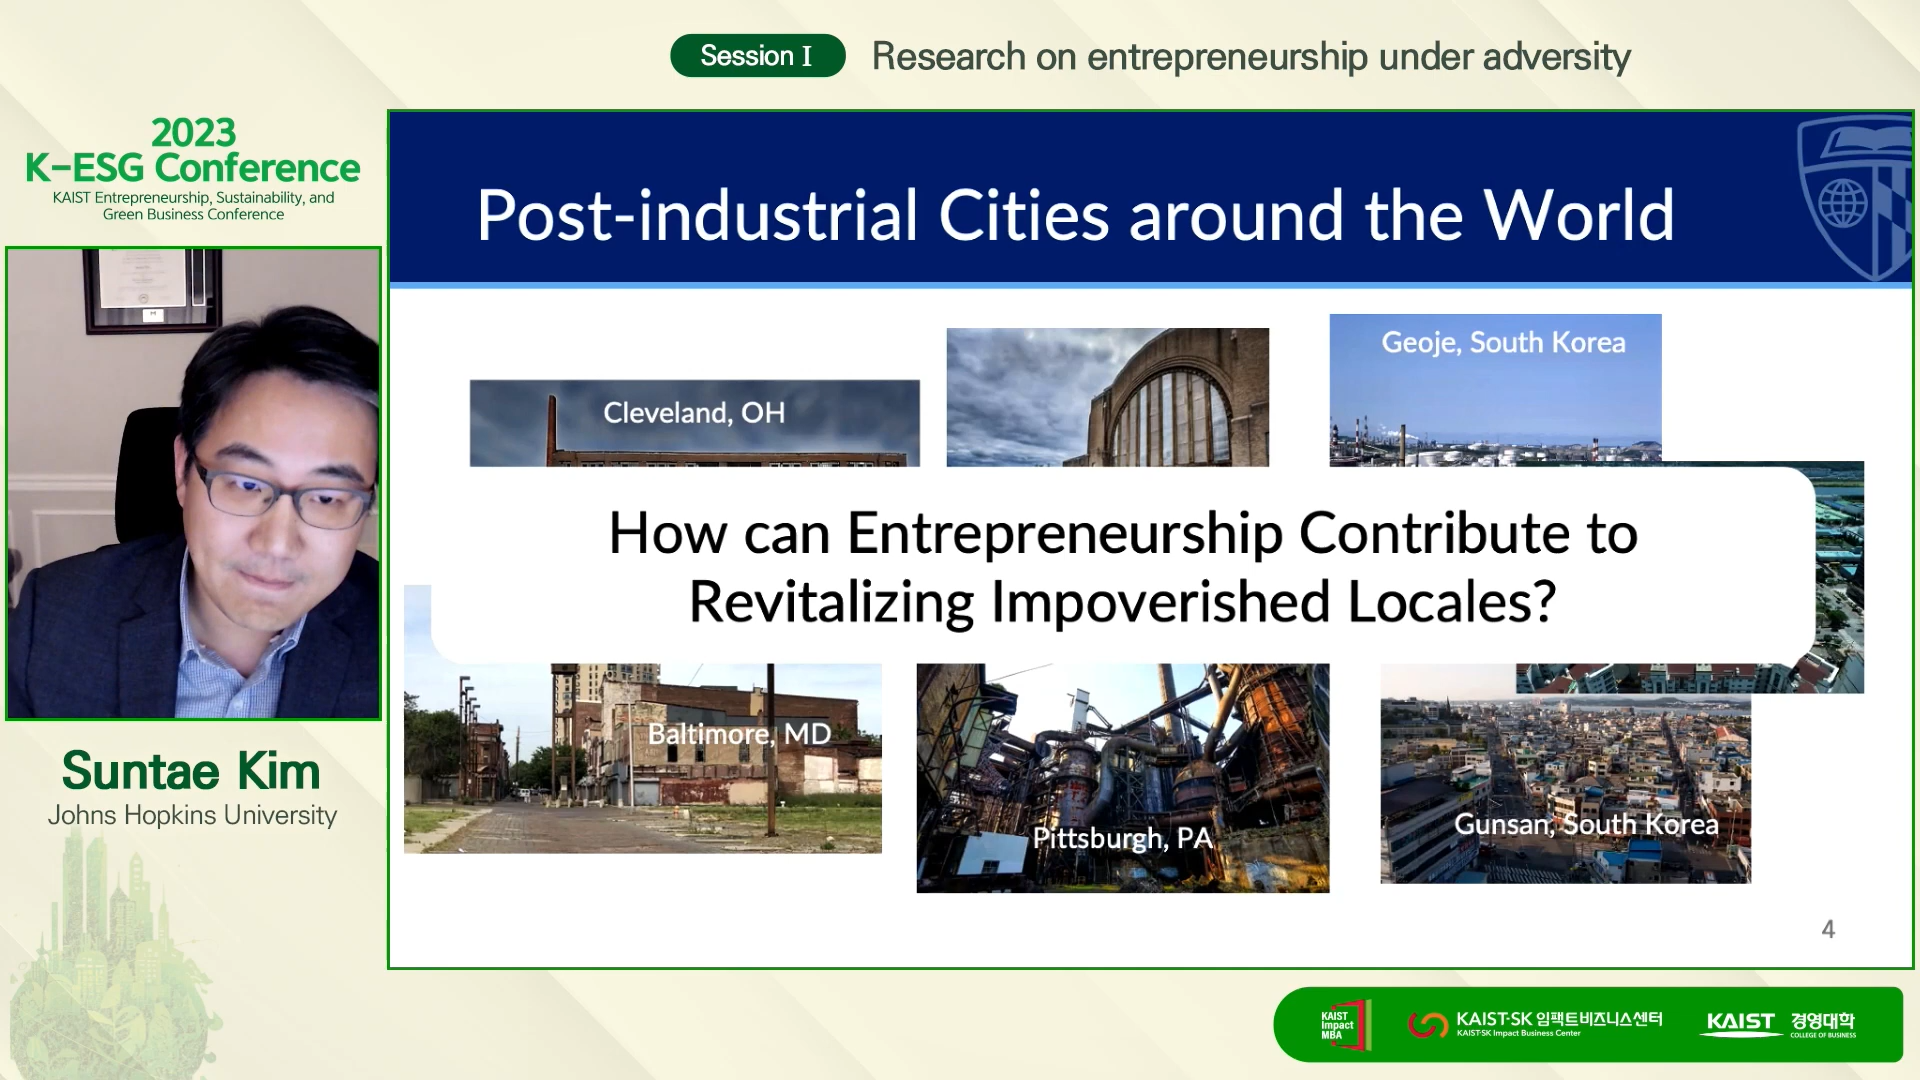 Session I
Research on entrepreneurship under adversity
2023
K-ESG Conference
KAIST Entrepreneurship, Sustainability, and
Green Business Conference
Suntae Kim
Johns Hopkins University
Post-industrial Cities around the World
Cleveland, OH
Geoje, South Korea
How can Entrepreneurship Contribute to
Revitalizing Impoverished Locales?
Baltimore, MD
Pittsburgh, PA
Gunsan, South Korea
4
KAIST
Impact
MBA
KAIST-SK 임팩트비즈니스센터
KAIST-SK Impact Business Center
KAIST
경영대학
COLLEGE OF BUSINESS